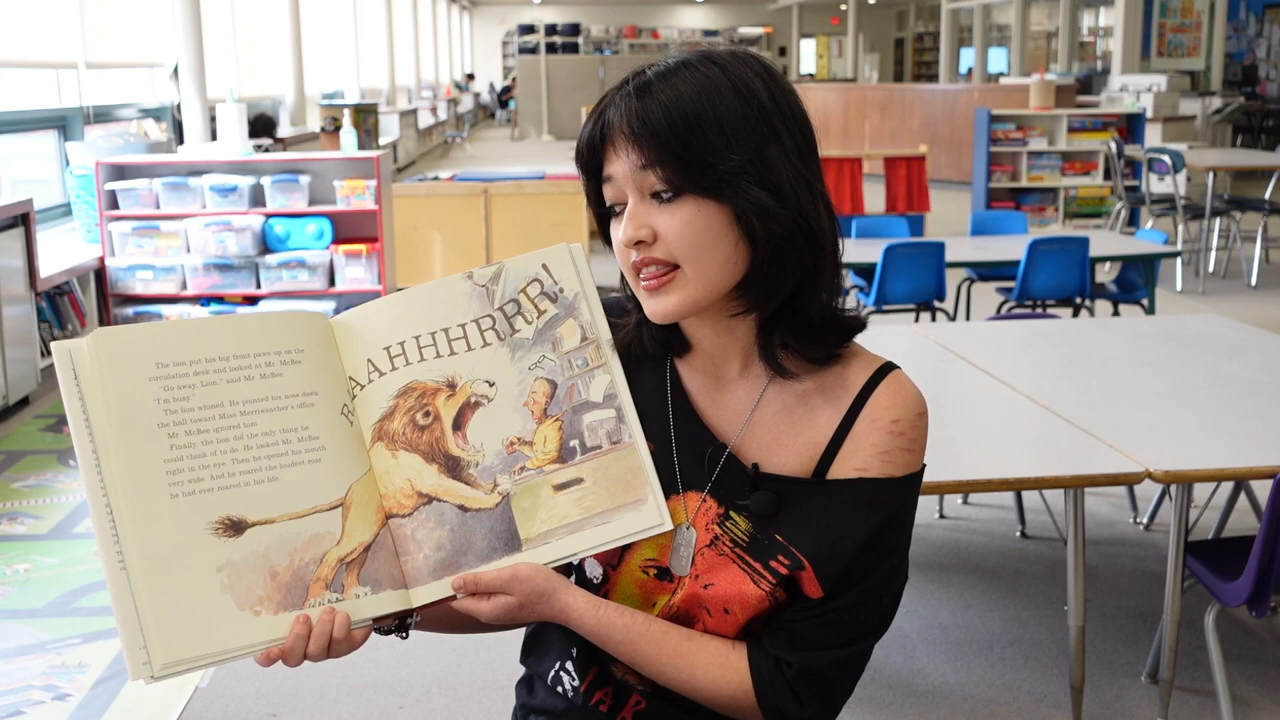 The lion put his big front paws up on the
circulation desk and looked at Mr. McBee.
"Go away, Lion," said Mr. McBee.
"I'm busy."
The lion whined. He pointed his nose down
the hall toward Miss Merriweather's office.
Mr. McBee ignored him.
Finally, the lion did the only thing he
could think of to do. He looked Mr. McBee
right in the eye. Then he opened his mouth
very wide. And he roared the loudest roar
he had ever roared in his life.
RAAHHHRRR!